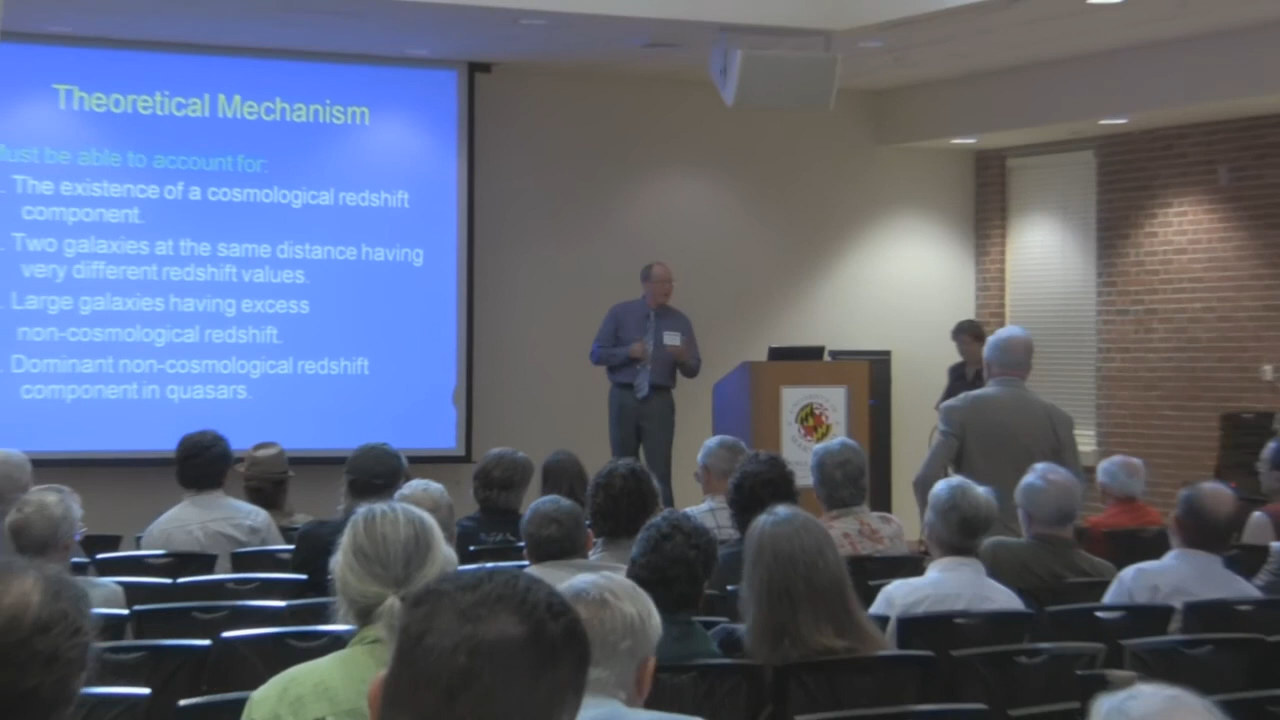 Theoretical Mechanism
Must be able to account for:
. The existence of a cosmological redshift
component.
. Two galaxies at the same distance having
very different redshift values.
. Large galaxies having excess
non-cosmological redshift.
. Dominant non-cosmological redshift
component in quasars.